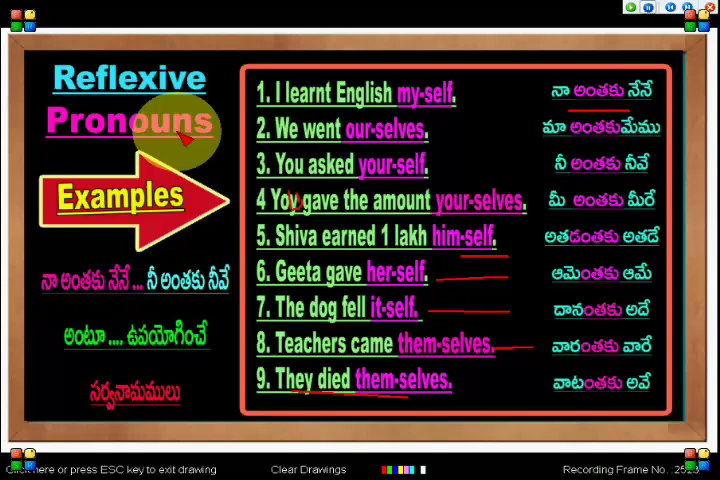 Reflexive
Pronouns
Examples
నా అంతకు నేనే ... నీ అంతకు నీవే
అంటూ .... ఉపయోగించే
సర్వనామములు
1. I learnt English my-self. నా అంతకు నేనే
2. We went our-selves. మా అంతకుమేము
3. You asked your-self. నీ అంతకు నీవే
4 Yoy gave the amount your-selves. మీ అంతకు మీరే
5. Shiva earned 1 lakh him-self. అతడంతకు అతడే
6. Geeta gave her-self. ఆమెంతకు ఆమే
7. The dog fell it-self. దానంతకు అదే
8. Teachers came them-selves. వారంతకు వారే
9. They died them-selves. వాటంతకు అవే
Click here or press ESC key to exit drawing Clear Drawings Recording Frame No. :